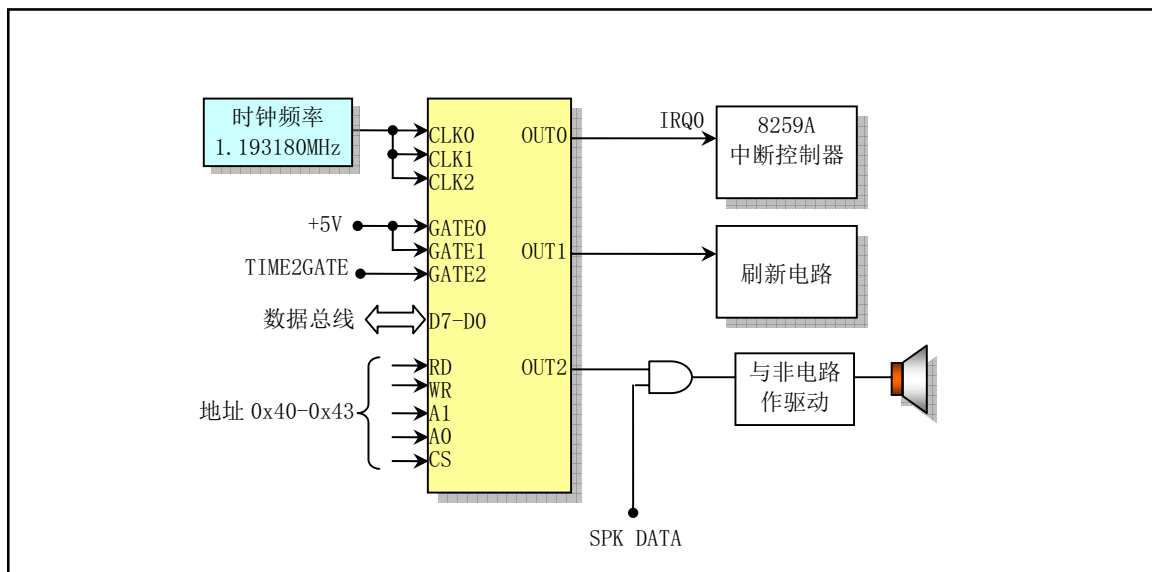 时钟频率
1.193180MHz
+5V
TIME2GATE
数据总线
地址 0x40-0x43
CLK0
CLK1
CLK2
GATE0
GATE1
GATE2
D7-D0
RD
WR
A1
A0
CS
OUT0
OUT1
OUT2
IRQ0
8259A
中断控制器
刷新电路
与非电路
作驱动
SPK DATA